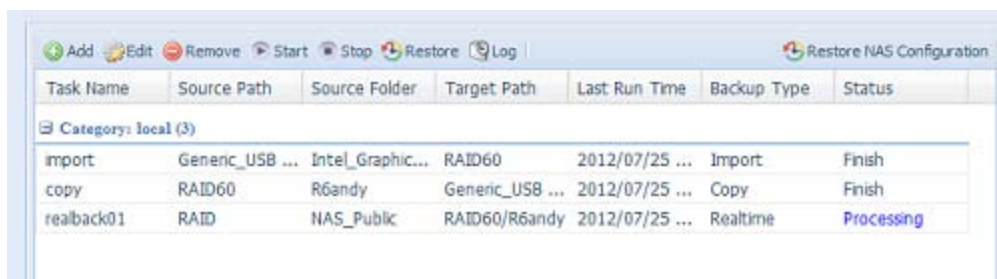 Add Edit Remove Start Stop Restore Log Restore NAS Configuration
Task Name Source Path Source Folder Target Path Last Run Time Backup Type Status
Category: local (3)
import Generic_USB ... Intel_Graphic... RAID60 2012/07/25 ... Import Finish
copy RAID60 R6andy Generic_USB ... 2012/07/25 ... Copy Finish
realback01 RAID NAS_Public RAID60/R6andy 2012/07/25 ... Realtime Processing